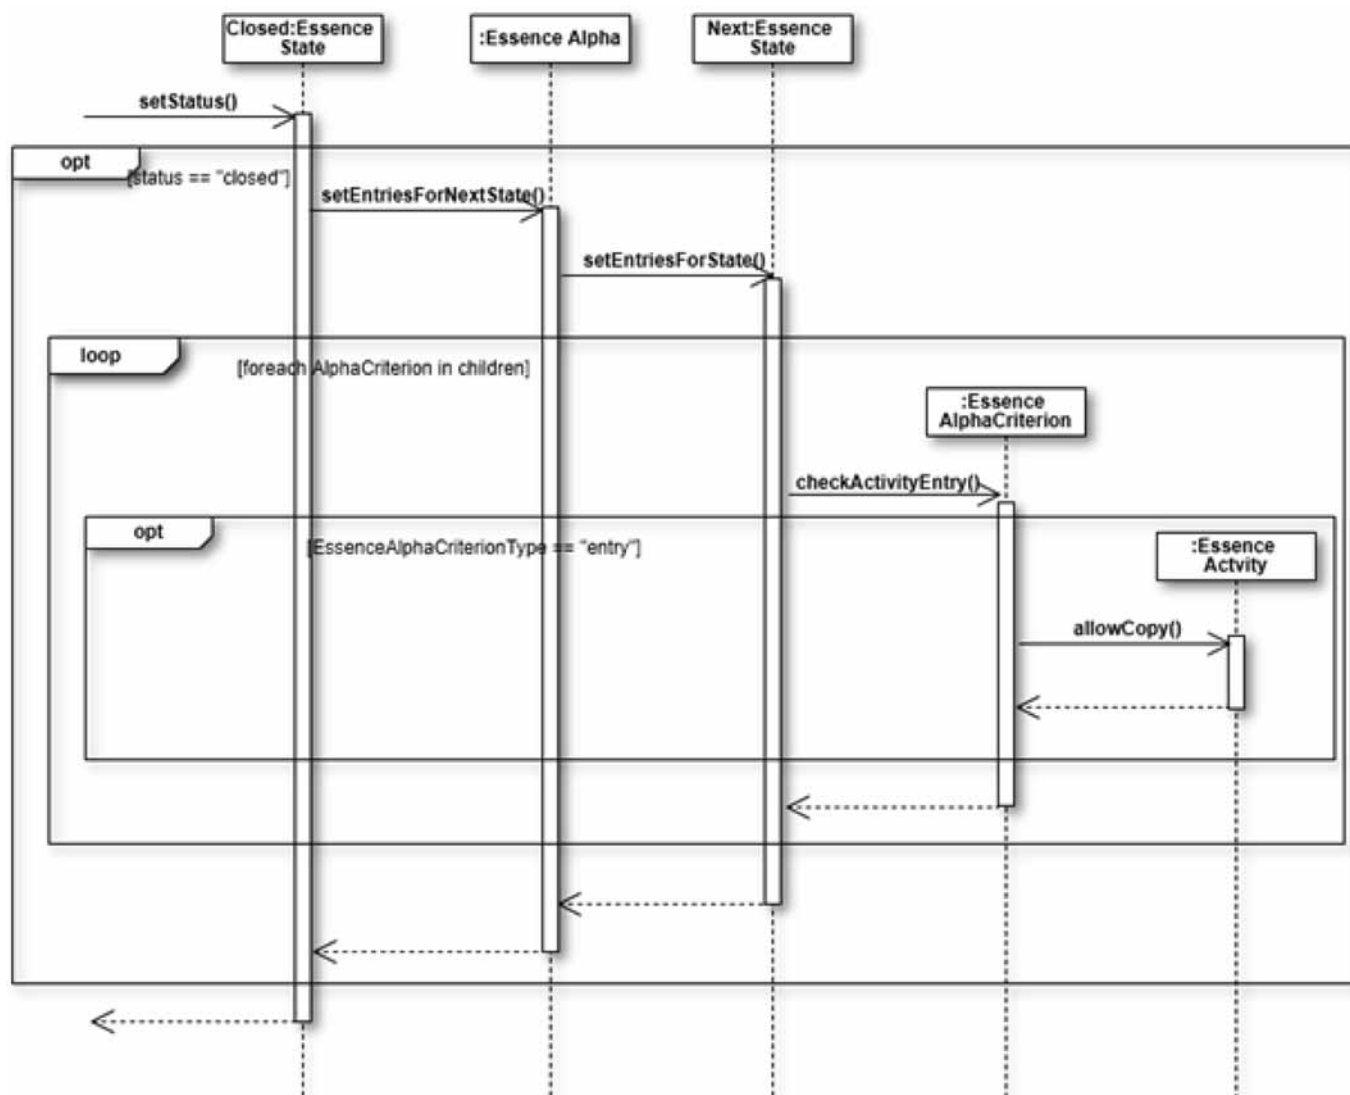 Closed:Essence
State
:Essence Alpha
Next:Essence
State
setStatus()
opt
[status == "closed"]
setEntriesForNextState()
setEntriesForState()
loop
[foreach AlphaCriterion in children]
:Essence
AlphaCriterion
checkActivityEntry()
opt
[EssenceAlphaCriterionType == "entry"]
:Essence
Actvity
allowCopy()